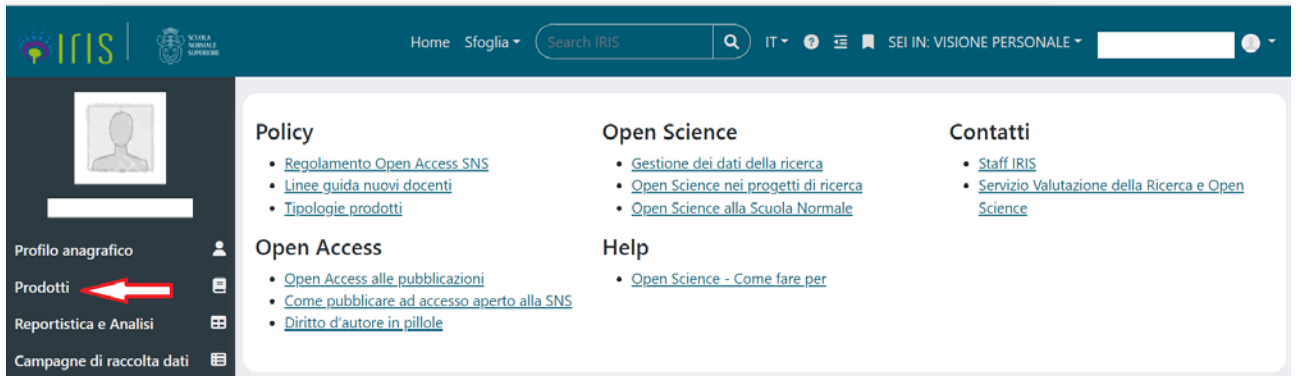 IRIS
SCUOLA
NORMALE
SUPERIORE
Home Sfoglia Search IRIS IT SEI IN: VISIONE PERSONALE
Policy
Regolamento Open Access SNS
Linee guida nuovi docenti
Tipologie prodotti
Open Science
Gestione dei dati della ricerca
Open Science nei progetti di ricerca
Open Science alla Scuola Normale
Contatti
Staff IRIS
Servizio Valutazione della Ricerca e Open
Science
Open Access
Open Access alle pubblicazioni
Come pubblicare ad accesso aperto alla SNS
Diritto d'autore in pillole
Help
Open Science - Come fare per
Profilo anagrafico
Prodotti
Reportistica e Analisi
Campagne di raccolta dati